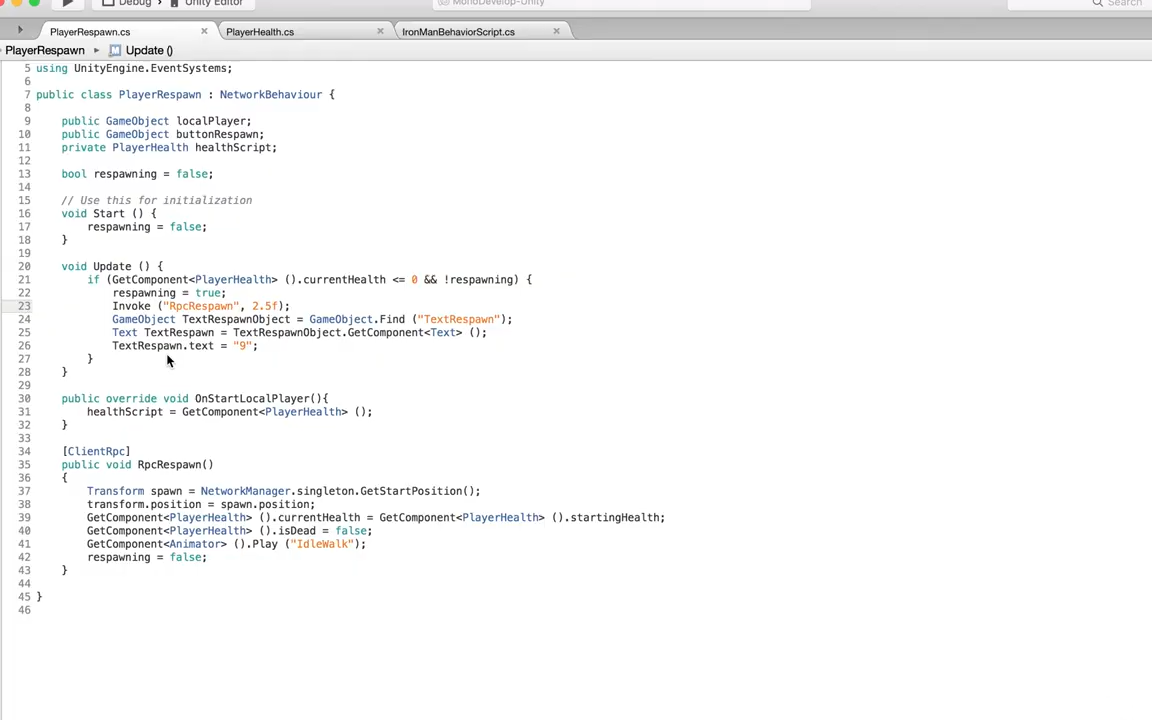 Debug › Unity Editor
MonoDevelop-Unity
Search
PlayerRespawn.cs × PlayerHealth.cs × IronManBehaviorScript.cs ×
PlayerRespawn ▸ Update ()
5 using UnityEngine.EventSystems;
6
7 public class PlayerRespawn : NetworkBehaviour {
8
9 public GameObject localPlayer;
10 public GameObject buttonRespawn;
11 private PlayerHealth healthScript;
12
13 bool respawning = false;
14
15 // Use this for initialization
16 void Start () {
17 respawning = false;
18 }
19
20 void Update () {
21 if (GetComponent<PlayerHealth> ().currentHealth <= 0 && !respawning) {
22 respawning = true;
23 Invoke ("RpcRespawn", 2.5f);
24 GameObject TextRespawnObject = GameObject.Find ("TextRespawn");
25 Text TextRespawn = TextRespawnObject.GetComponent<Text> ();
26 TextRespawn.text = "9";
27 }
28 }
29
30 public override void OnStartLocalPlayer(){
31 healthScript = GetComponent<PlayerHealth> ();
32 }
33
34 [ClientRpc]
35 public void RpcRespawn()
36 {
37 Transform spawn = NetworkManager.singleton.GetStartPosition();
38 transform.position = spawn.position;
39 GetComponent<PlayerHealth> ().currentHealth = GetComponent<PlayerHealth> ().startingHealth;
40 GetComponent<PlayerHealth> ().isDead = false;
41 GetComponent<Animator> ().Play ("IdleWalk");
42 respawning = false;
43 }
44
45 }
46